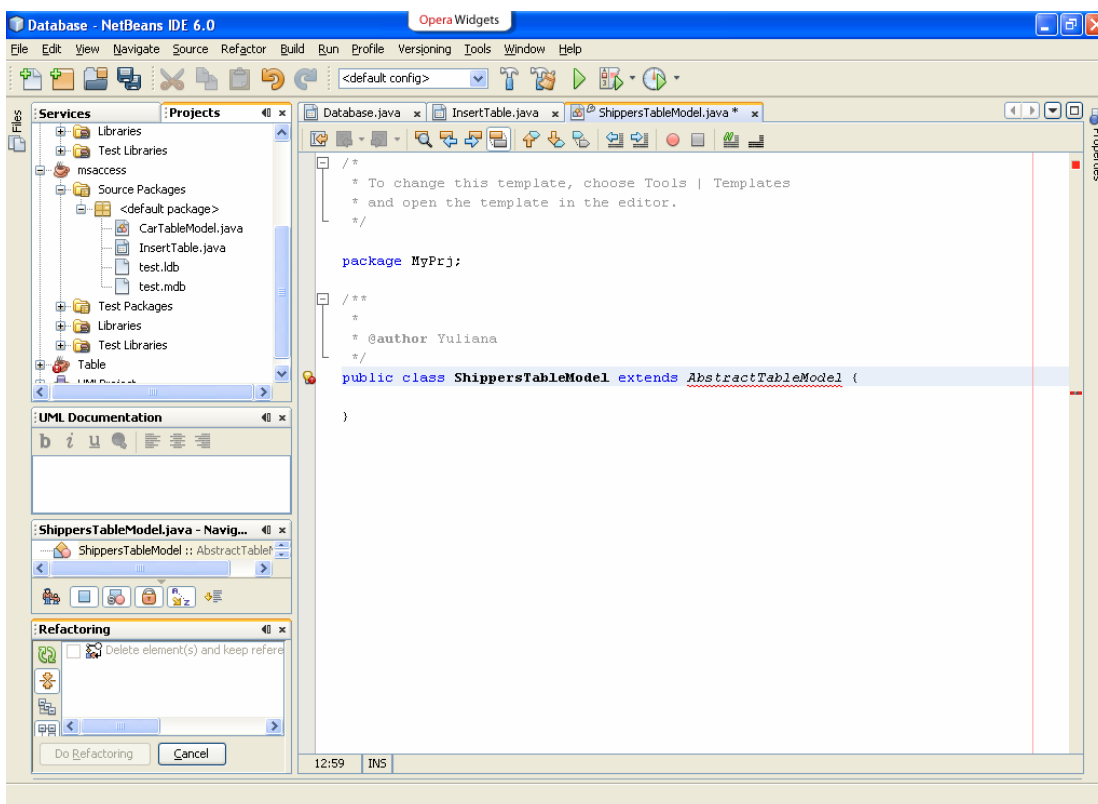 Database - NetBeans IDE 6.0
Opera Widgets
File Edit View Navigate Source Refactor Build Run Profile Versioning Tools Window Help
<default config>
Files
Services
Projects
Libraries
Test Libraries
msaccess
Source Packages
<default package>
CarTableModel.java
InsertTable.java
test.ldb
test.mdb
Test Packages
Libraries
Test Libraries
Table
UML Documentation
b i u
ShippersTableModel.java - Navig...
ShippersTableModel :: AbstractTable
Refactoring
Delete element(s) and keep refere
Do Refactoring
Cancel
Database.java
InsertTable.java
ShippersTableModel.java *
/*
* To change this template, choose Tools | Templates
* and open the template in the editor.
*/
package MyPrj;
/**
*
* @author Yuliana
*/
public class ShippersTableModel extends AbstractTableModel {
}
12:59 INS
Properties